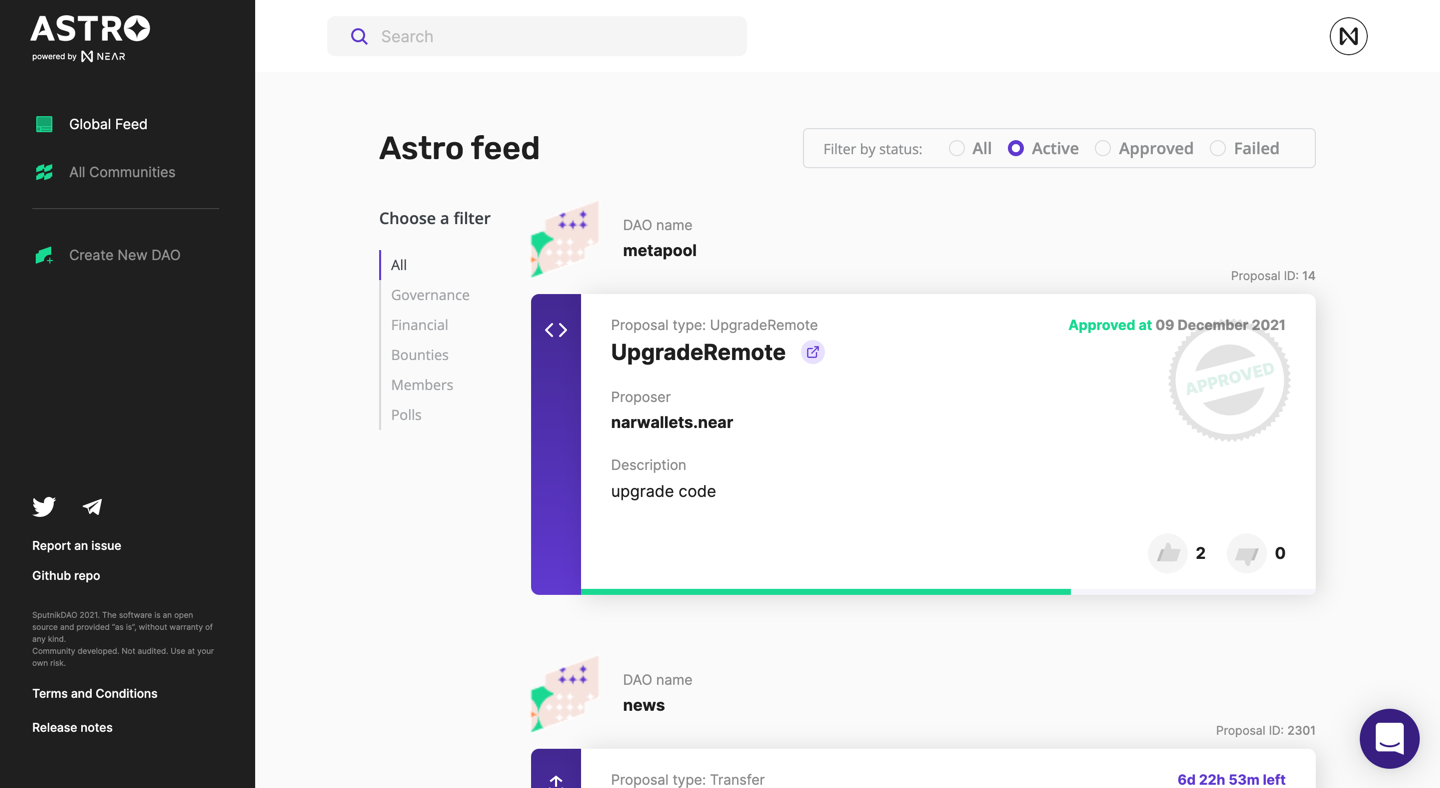 ASTRO
powered by NEAR
Global Feed
All Communities
Create New DAO
Report an issue
Github repo
SputnikDAO 2021. The software is an open
source and provided “as is”, without warranty of
any kind.
Community developed. Not audited. Use at your
own risk.
Terms and Conditions
Release notes
Search
Astro feed
Filter by status: All Active Approved Failed
Choose a filter
All
Governance
Financial
Bounties
Members
Polls
DAO name
metapool
Proposal ID: 14
Proposal type: UpgradeRemote
Approved at 09 December 2021
UpgradeRemote
APPROVED
Proposer
narwallets.near
Description
upgrade code
2 0
DAO name
news
Proposal ID: 2301
Proposal type: Transfer
6d 22h 53m left